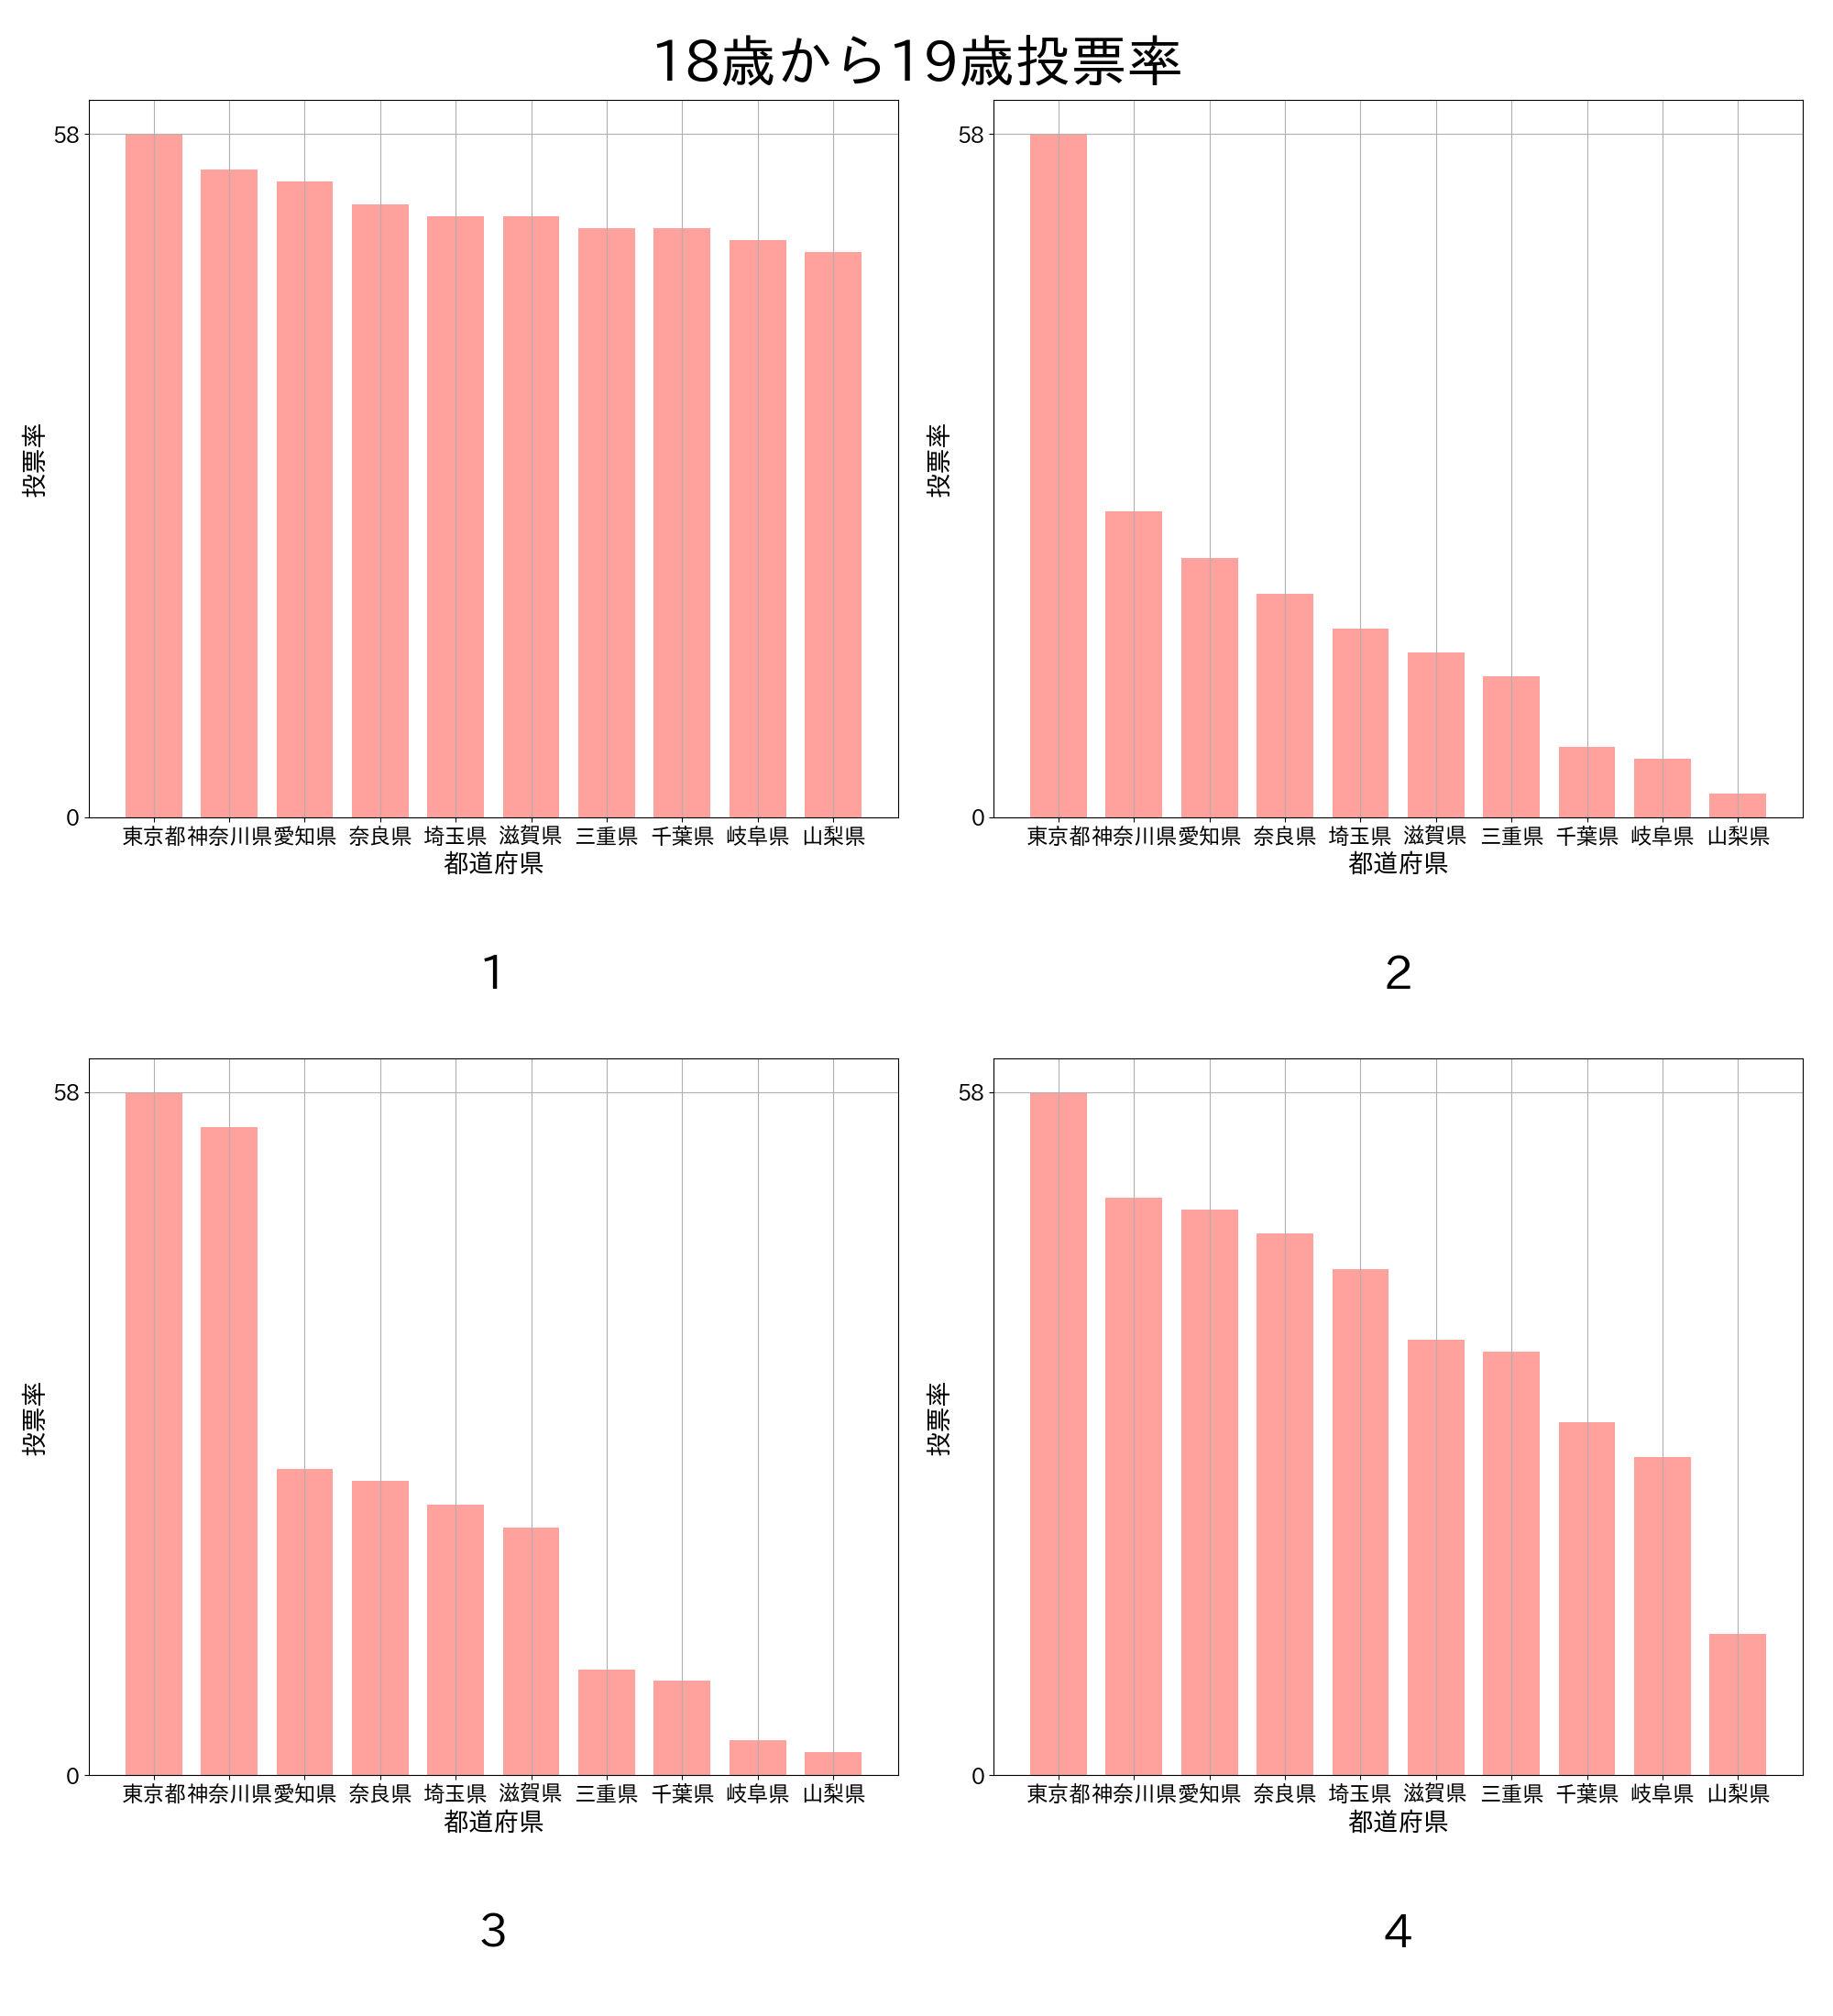 18歳から19歳投票率
58
0
投票率
東京都 神奈川県 愛知県 奈良県 埼玉県 滋賀県 三重県 千葉県 岐阜県 山梨県
都道府県
1
58
0
投票率
東京都 神奈川県 愛知県 奈良県 埼玉県 滋賀県 三重県 千葉県 岐阜県 山梨県
都道府県
2
58
0
投票率
東京都 神奈川県 愛知県 奈良県 埼玉県 滋賀県 三重県 千葉県 岐阜県 山梨県
都道府県
3
58
0
投票率
東京都 神奈川県 愛知県 奈良県 埼玉県 滋賀県 三重県 千葉県 岐阜県 山梨県
都道府県
4